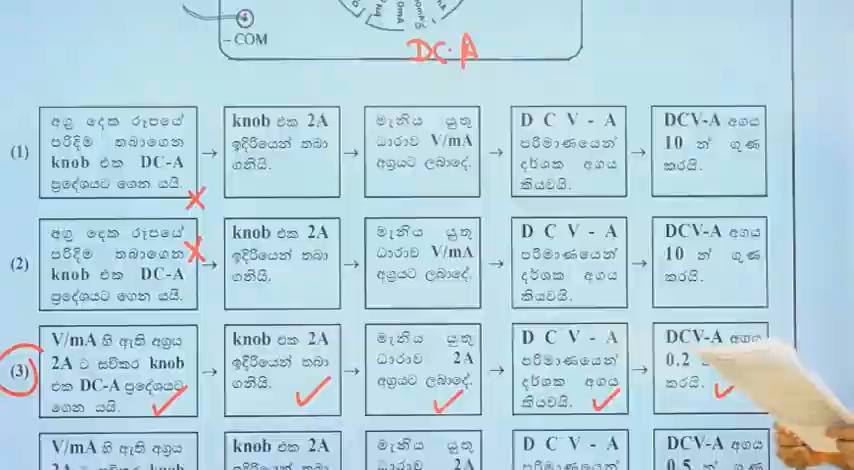 - COM
DC-A
(1)
අග්‍ර දෙක රූපයේ
පරිදිම තබාගෙන
knob එක DC-A
ප්‍රදේශයට ගෙන යයි.
knob එක 2A
ඉදිරියෙන් තබා
ගනියි.
මැනිය යුතු
ධාරාව V/mA
අග්‍රයට ලබාදේ.
D C V - A
පරිමාණයෙන්
දර්ශක අගය
කියවයි.
DCV-A අගය
10 න් ගුණ
කරයි.
(2)
අග්‍ර දෙක රූපයේ
පරිදිම තබාගෙන
knob එක DC-A
ප්‍රදේශයට ගෙන යයි.
knob එක 2A
ඉදිරියෙන් තබා
ගනියි.
මැනිය යුතු
ධාරාව V/mA
අග්‍රයට ලබාදේ.
D C V - A
පරිමාණයෙන්
දර්ශක අගය
කියවයි.
DCV-A අගය
10 න් ගුණ
කරයි.
(3)
V/mA හි ඇති අග්‍රය
2A ට සවිකර knob
එක DC-A ප්‍රදේශයට
ගෙන යයි.
knob එක 2A
ඉදිරියෙන් තබා
ගනියි.
මැනිය යුතු
ධාරාව 2A
අග්‍රයට ලබාදේ.
D C V - A
පරිමාණයෙන්
දර්ශක අගය
කියවයි.
DCV-A අගය
0.2
කරයි.
V/mA හි ඇති අග්‍රය
knob එක 2A
මැනිය යුතු
2A
D C V - A
DCV-A අගය
0.5 න් ගුණ